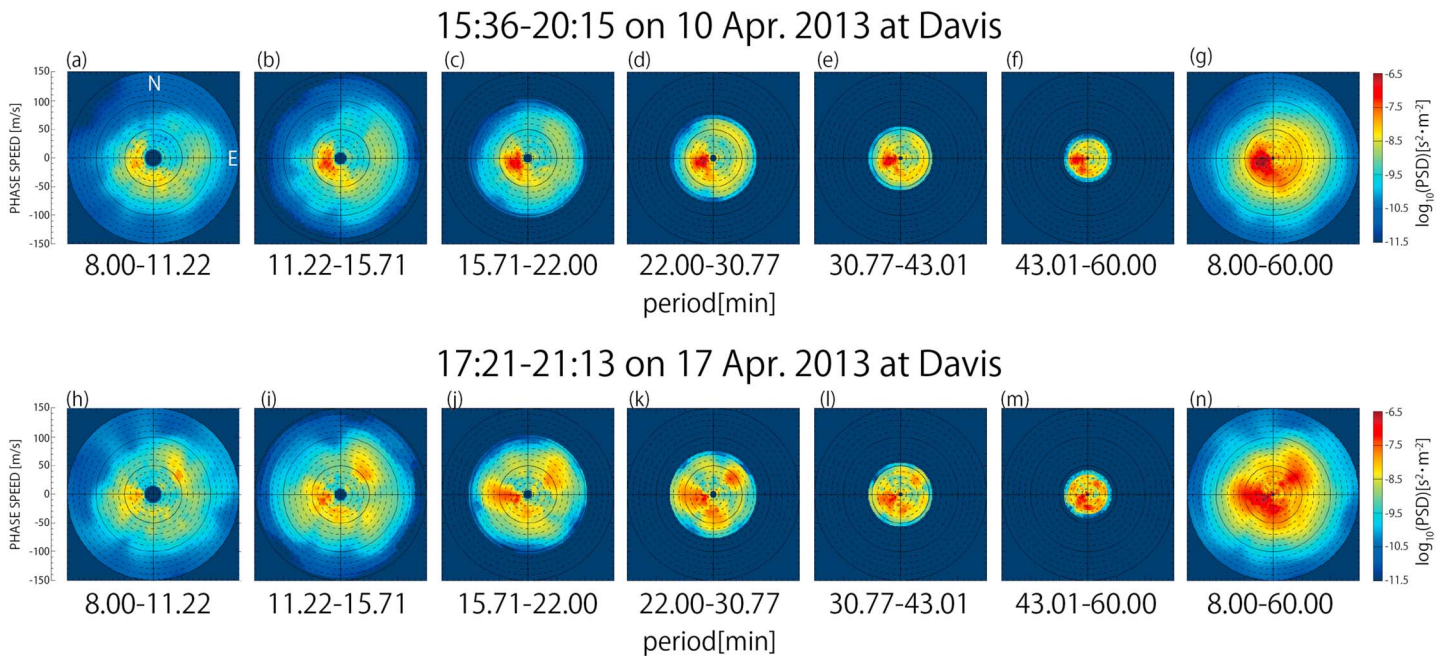 15:36-20:15 on 10 Apr. 2013 at Davis
(a) (b) (c) (d) (e) (f) (g)
PHASE SPEED [m/s]
150
100
50
0
-50
-100
-150
N
E
-6.5
-7.5
-8.5
-9.5
-10.5
-11.5
log10(PSD)[s²・m⁻²]
8.00-11.22 11.22-15.71 15.71-22.00 22.00-30.77 30.77-43.01 43.01-60.00 8.00-60.00
period[min]
17:21-21:13 on 17 Apr. 2013 at Davis
(h) (i) (j) (k) (l) (m) (n)
PHASE SPEED [m/s]
150
100
50
0
-50
-100
-150
-6.5
-7.5
-8.5
-9.5
-10.5
-11.5
log10(PSD)[s²・m⁻²]
8.00-11.22 11.22-15.71 15.71-22.00 22.00-30.77 30.77-43.01 43.01-60.00 8.00-60.00
period[min]